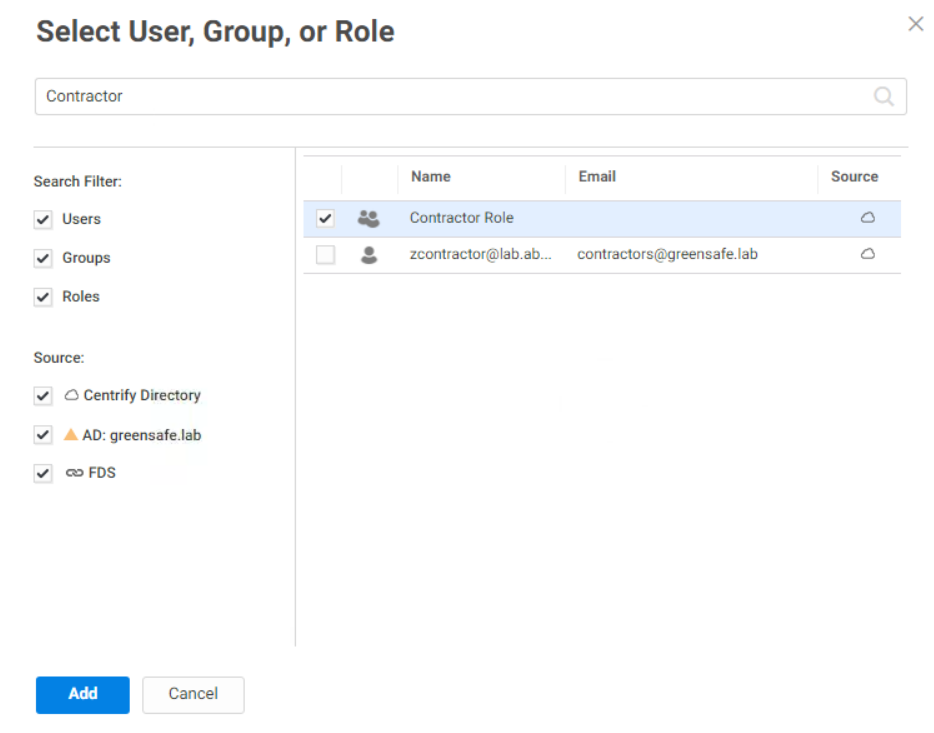 Select User, Group, or Role
Contractor
Search Filter:
Users
Groups
Roles
Source:
Centrify Directory
AD: greensafe.lab
FDS
Name Email Source
Contractor Role
zcontractor@lab.ab... contractors@greensafe.lab
Add Cancel